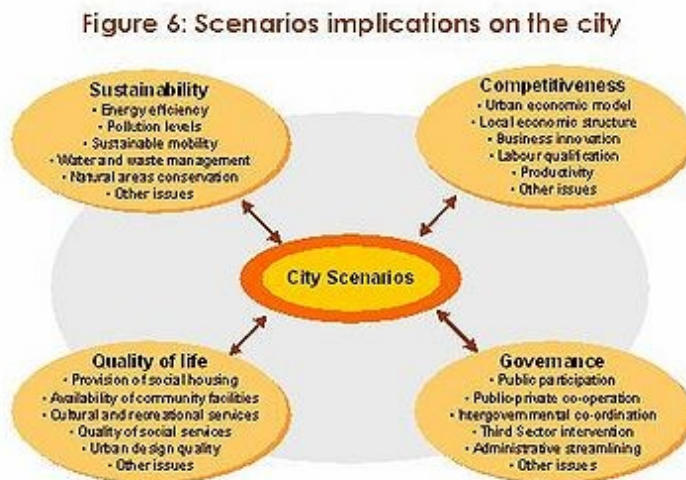 Figure 6: Scenarios implications on the city
Sustainability
• Energy efficiency
• Pollution levels
• Sustainable mobility
• Water and waste management
• Natural areas conservation
• Other issues
Competitiveness
• Urban economic model
• Local economic structure
• Business innovation
• Labour qualification
• Productivity
• Other issues
City Scenarios
Quality of life
• Provision of social housing
• Availability of community facilities
• Cultural and recreational services
• Quality of social services
• Urban design quality
• Other issues
Governance
• Public participation
• Public-private co-operation
• Intergovernmental co-ordination
• Third Sector intervention
• Administrative streamlining
• Other issues